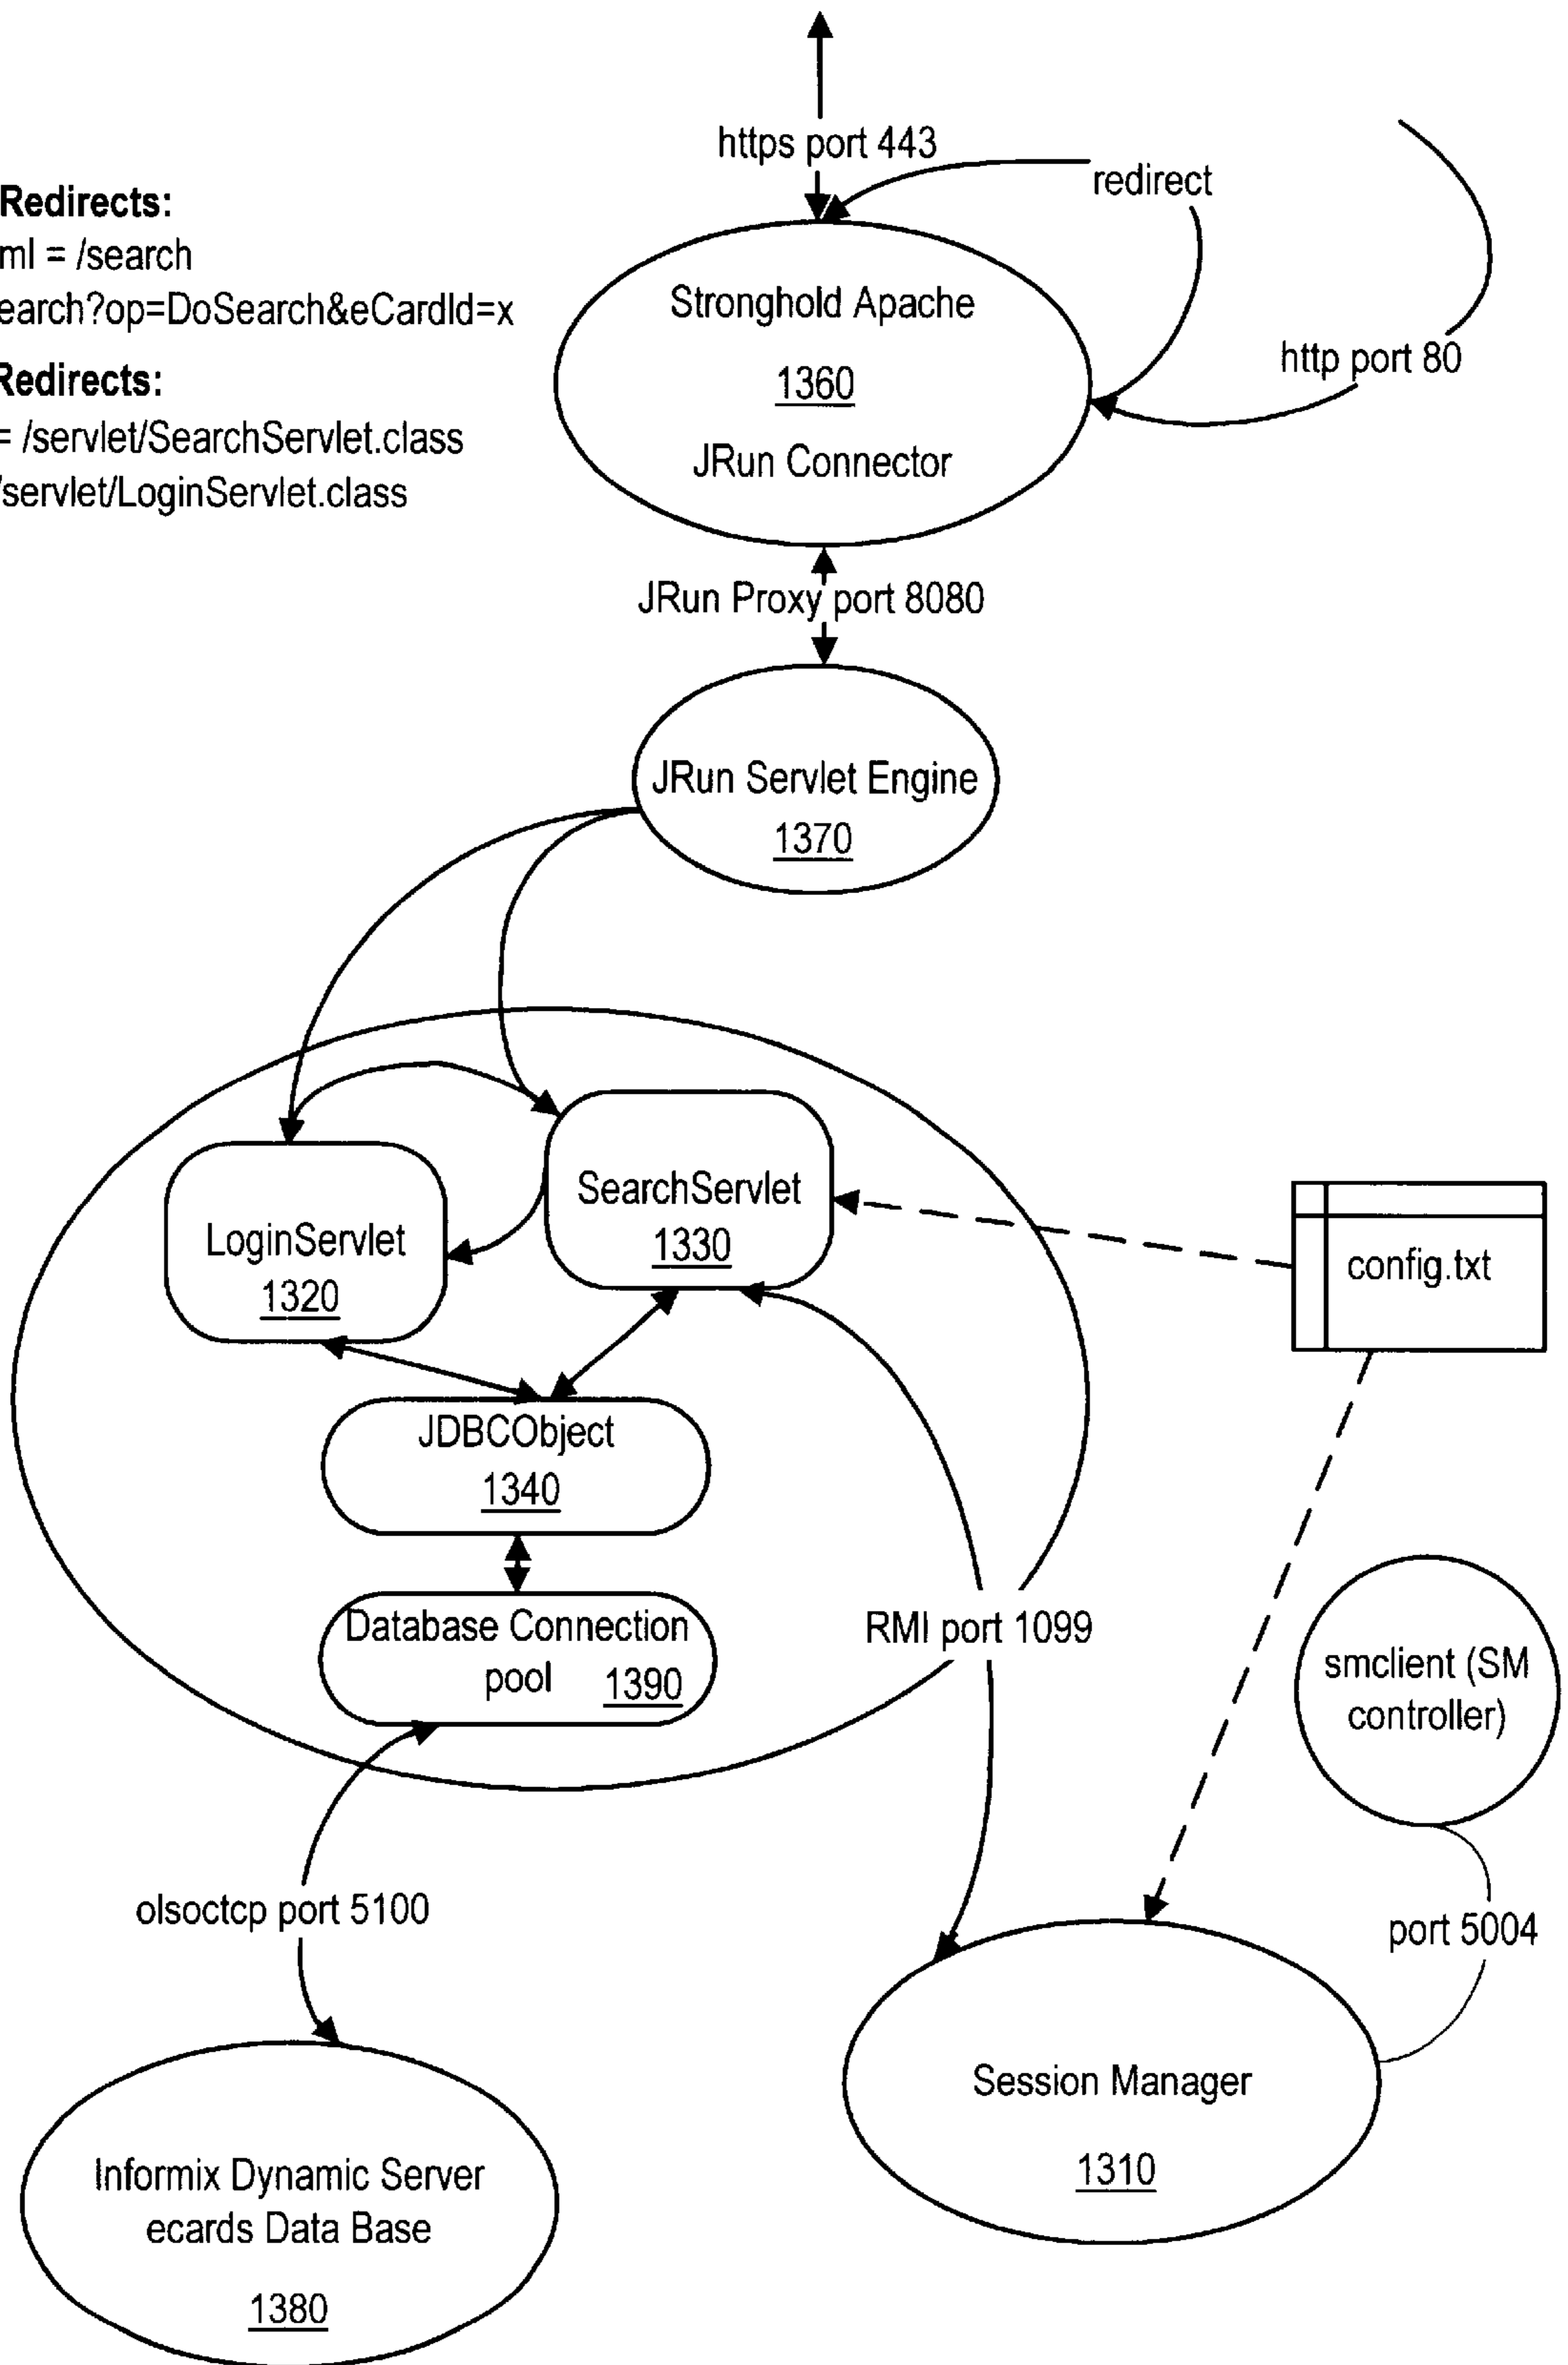 https port 443
redirect
Redirects:
ml = /search
earch?op=DoSearch&eCardId=x
Redirects:
= /servlet/SearchServlet.class
/servlet/LoginServlet.class
Stronghold Apache
1360
JRun Connector
http port 80
JRun Proxy port 8080
JRun Servlet Engine
1370
SearchServlet
1330
LoginServlet
1320
config.txt
JDBCObject
1340
Database Connection
pool 1390
RMI port 1099
smclient (SM
controller)
olsoctcp port 5100
port 5004
Session Manager
1310
Informix Dynamic Server
ecards Data Base
1380